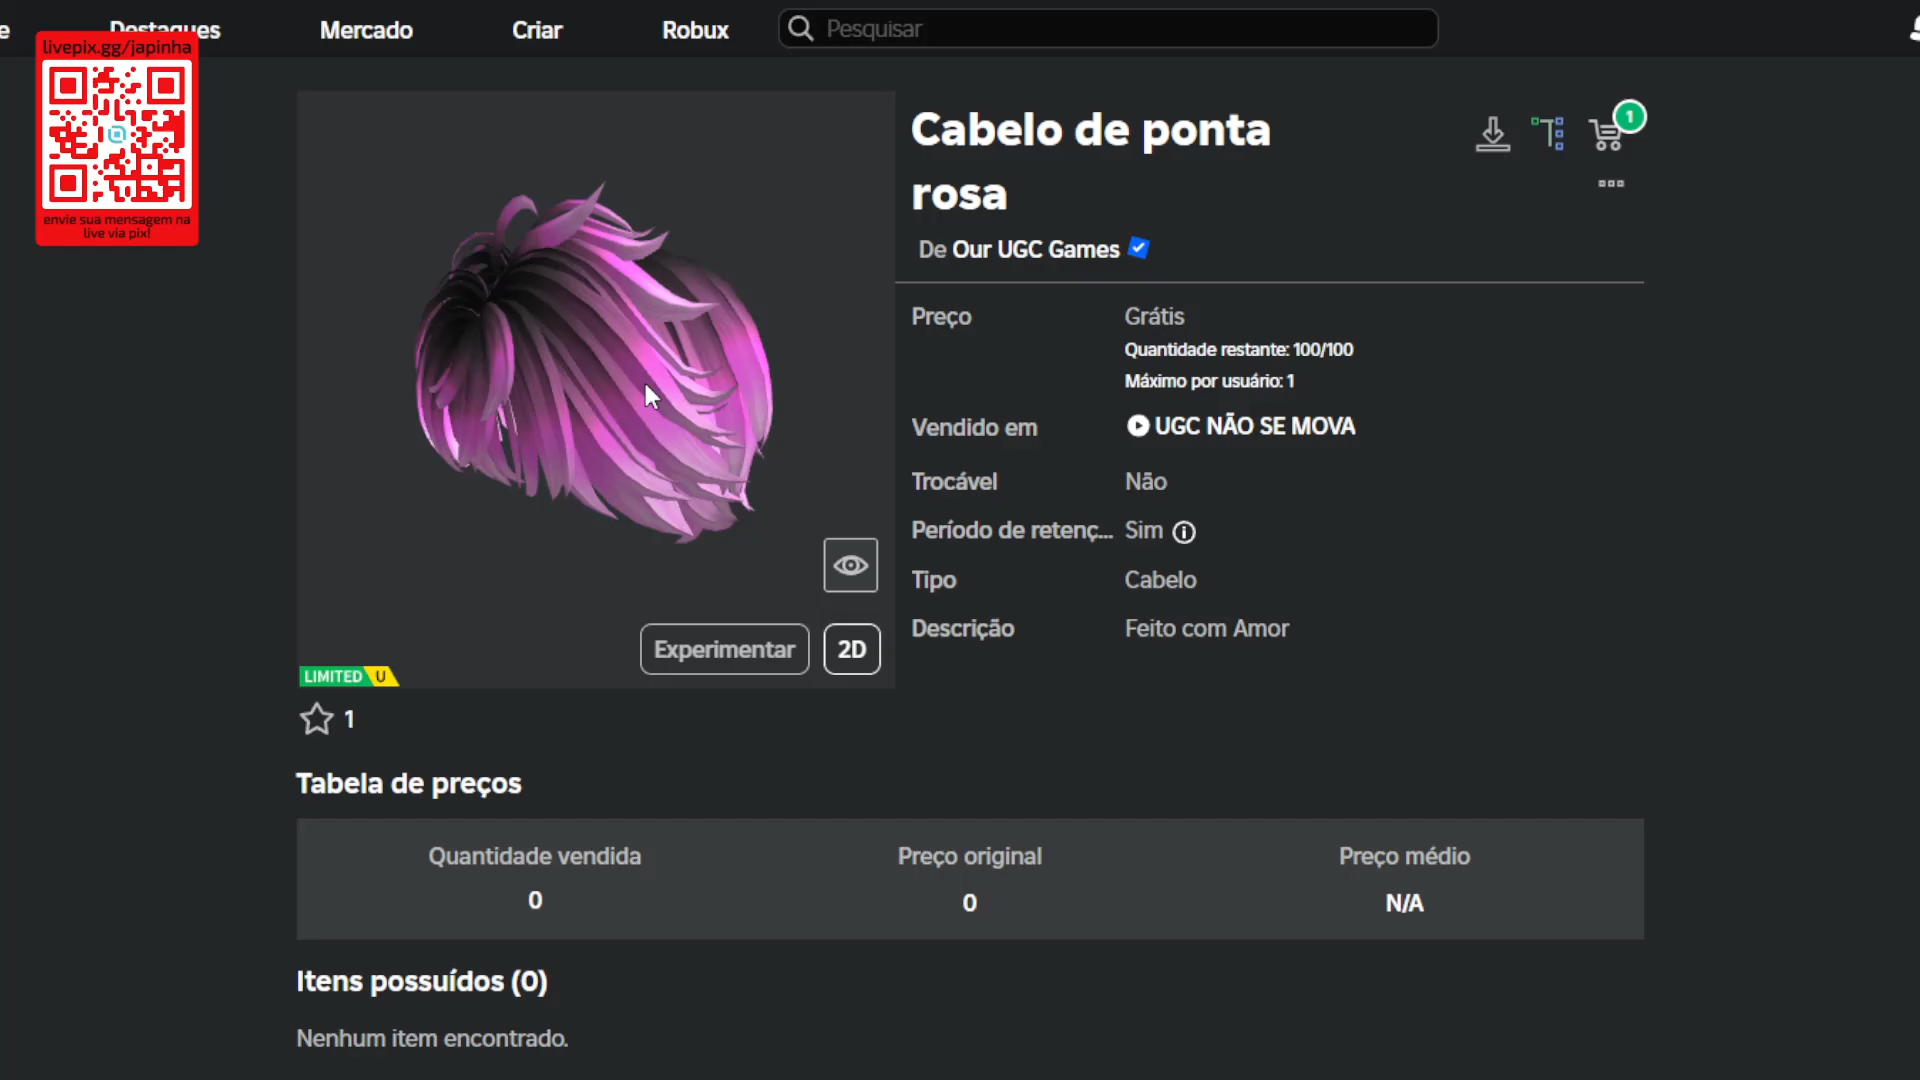 Destaques
Mercado
Criar
Robux
Pesquisar
livepix.gg/japinha
envie sua mensagem na
live via pix!
Cabelo de ponta
rosa
1
De Our UGC Games
Preço
Grátis
Quantidade restante: 100/100
Máximo por usuário: 1
Vendido em
UGC NÃO SE MOVA
Trocável
Não
Período de retenç...
Sim
Tipo
Cabelo
Descrição
Feito com Amor
Experimentar
2D
LIMITED U
1
Tabela de preços
Quantidade vendida
Preço original
Preço médio
0
0
N/A
Itens possuídos (0)
Nenhum item encontrado.